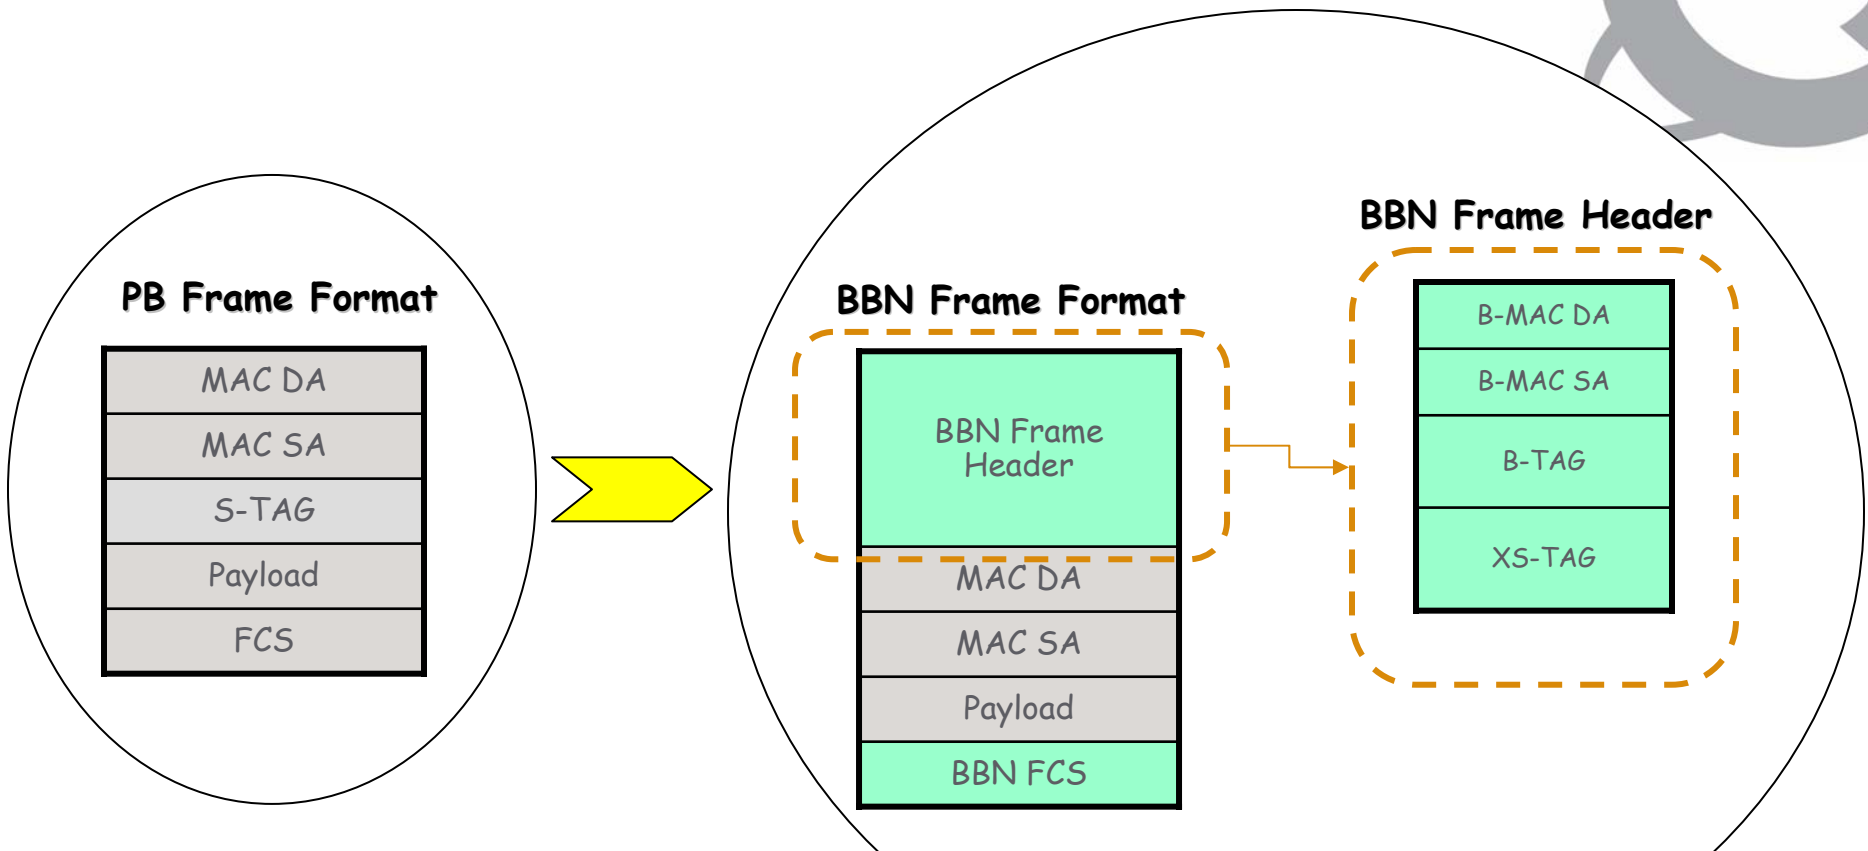 PB Frame Format
MAC DA
MAC SA
S-TAG
Payload
FCS
BBN Frame Format
BBN Frame
Header
MAC DA
MAC SA
Payload
BBN FCS
BBN Frame Header
B-MAC DA
B-MAC SA
B-TAG
XS-TAG